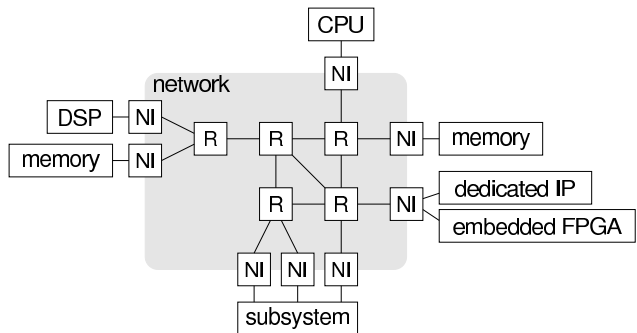 CPU
NI
network
DSP
NI
R
R
R
NI
memory
memory
NI
dedicated IP
R
R
NI
embedded FPGA
NI
NI
NI
subsystem